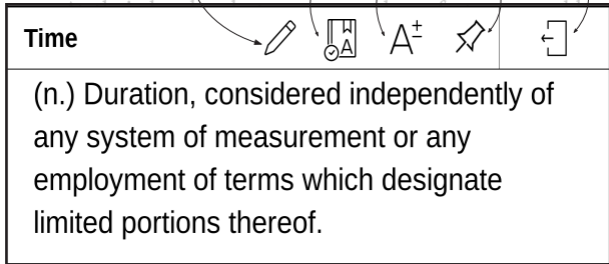 Time
(n.) Duration, considered independently of
any system of measurement or any
employment of terms which designate
limited portions thereof.